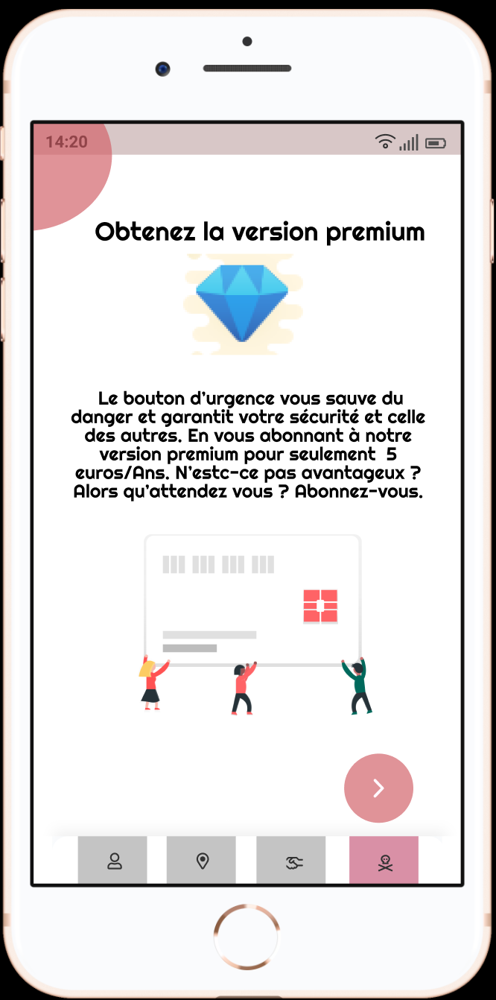 14:20
Obtenez la version premium
Le bouton d'urgence vous sauve du
danger et garantit votre sécurité et celle
des autres. En vous abonnant à notre
version premium pour seulement  5
euros/Ans. N'estc-ce pas avantageux ?
Alors qu'attendez vous ? Abonnez-vous.